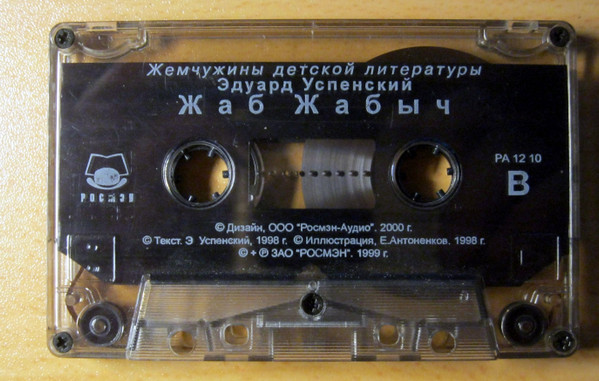 Жемчужины детской литературы
Эдуард Успенский
Жаб Жабыч
РОСМЭН
РА 12 10
В
© Дизайн, ООО "Росмэн-Аудио". 2000 г.
© Текст. Э Успенский, 1998 г. © Иллюстрация, Е.Антоненков. 1998 г.
© + ℗ ЗАО "РОСМЭН". 1999 г.